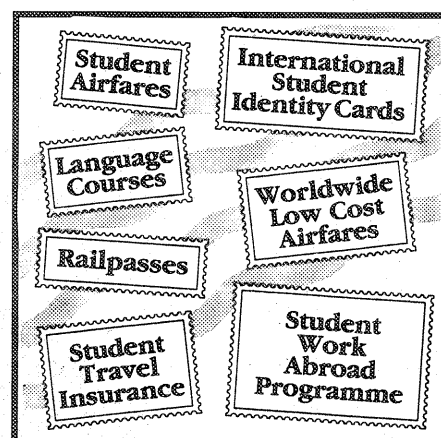 Student
Airfares
International
Student
Identity Cards
Language
Courses
Worldwide
Low Cost
Airfares
Railpasses
Student
Travel
Insurance
Student
Work
Abroad
Programme